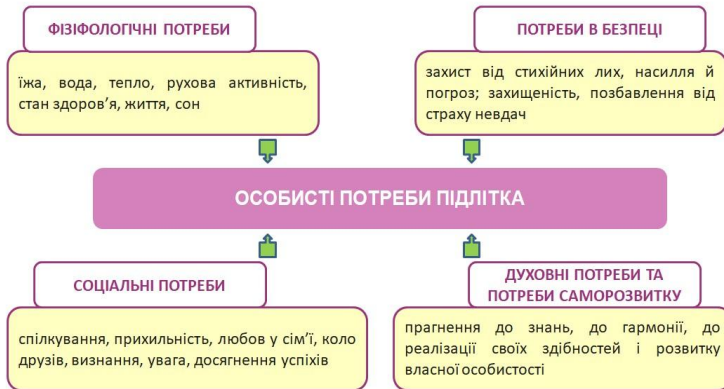 ФІЗІФОЛОГІЧНІ ПОТРЕБИ
їжа, вода, тепло, рухова активність,
стан здоров’я, життя, сон
ПОТРЕБИ В БЕЗПЕЦІ
захист від стихійних лих, насилля й
погроз; захищеність, позбавлення від
страху невдач
ОСОБИСТІ ПОТРЕБИ ПІДЛІТКА
СОЦІАЛЬНІ ПОТРЕБИ
спілкування, прихильність, любов у сім’ї, коло
друзів, визнання, увага, досягнення успіхів
ДУХОВНІ ПОТРЕБИ ТА
ПОТРЕБИ САМОРОЗВИТКУ
прагнення до знань, до гармонії, до
реалізації своїх здібностей і розвитку
власної особистості